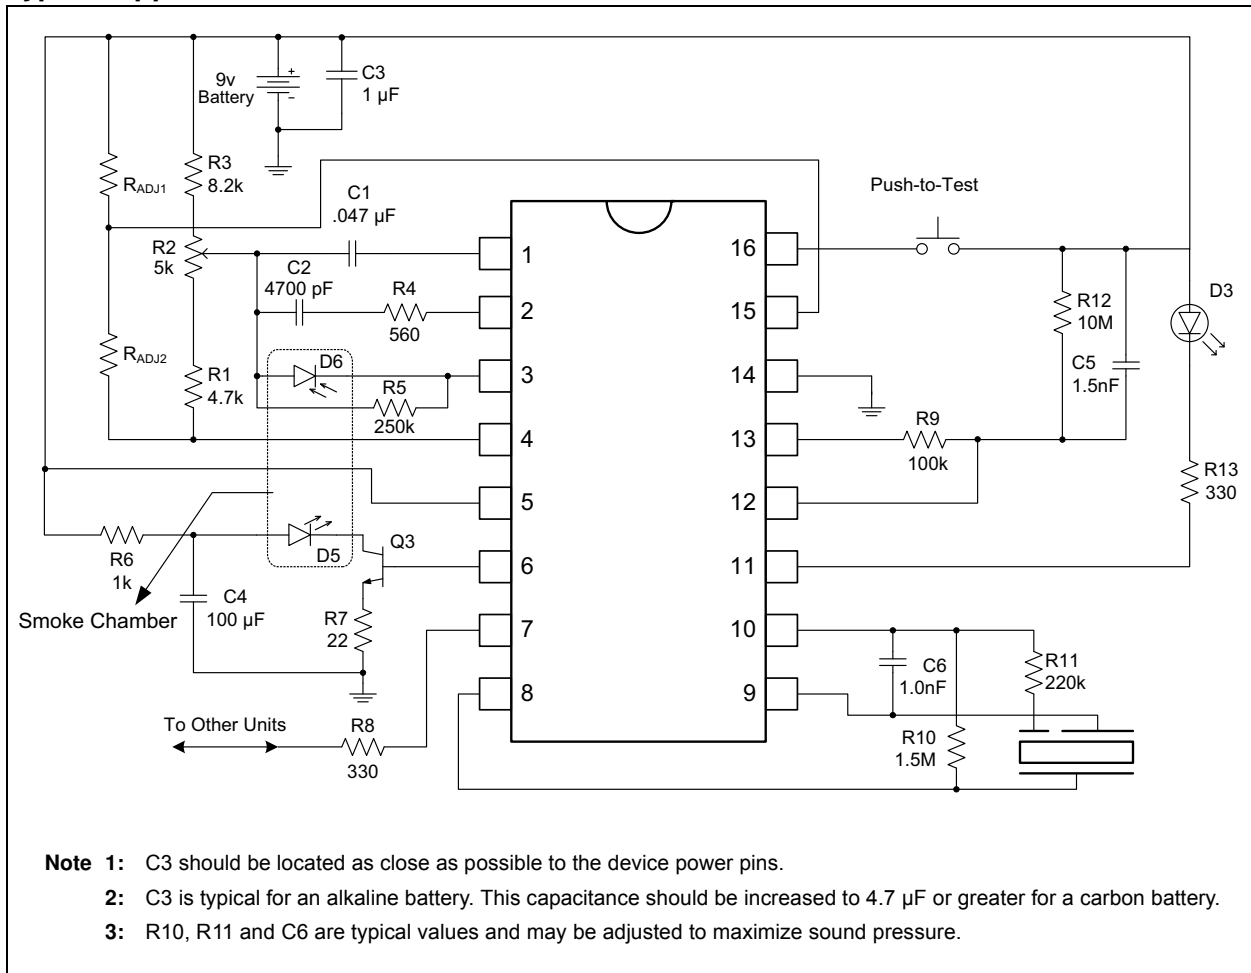 9v
Battery
C3
1 µF
RADJ1
R3
8.2k
C1
.047 µF
Push-to-Test
R2
5k
C2
4700 pF
R4
560
1
2
3
4
5
6
7
8
16
15
14
13
12
11
10
9
R12
10M
D3
C5
1.5nF
RADJ2
R1
4.7k
D6
R5
250k
R9
100k
R13
330
R6
1k
D5
Q3
C4
100 µF
Smoke Chamber
R7
22
To Other Units
R8
330
C6
1.0nF
R11
220k
R10
1.5M
Note 1: C3 should be located as close as possible to the device power pins.
2: C3 is typical for an alkaline battery. This capacitance should be increased to 4.7 µF or greater for a carbon battery.
3: R10, R11 and C6 are typical values and may be adjusted to maximize sound pressure.